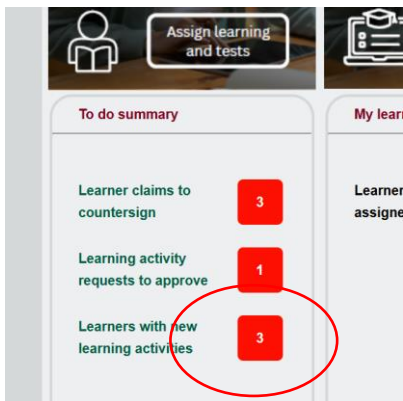 Assign learning
and tests
To do summary
Learner claims to
countersign
3
Learning activity
requests to approve
1
Learners with new
learning activities
3
My lear
Learner
assigne